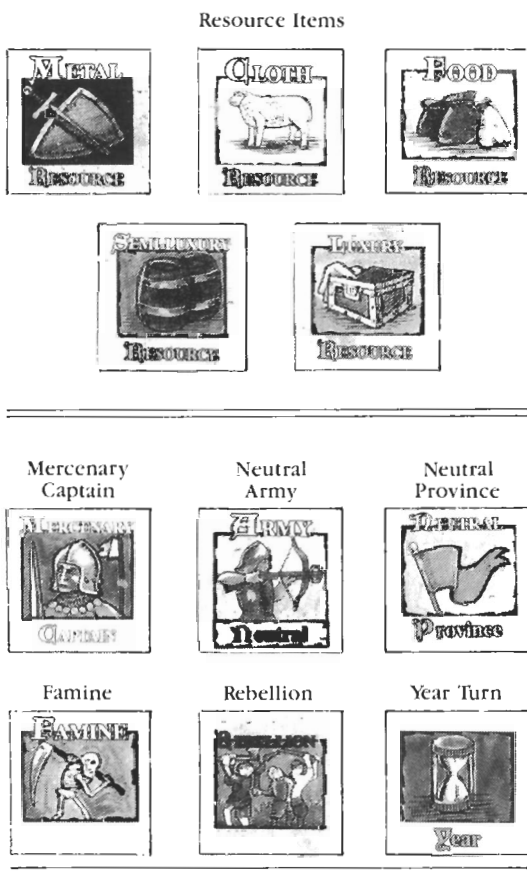 Resource Items
METAL
RESOURCE
CLOTH
RESOURCE
FOOD
RESOURCE
SEMILUXURY
RESOURCE
LUXURY
RESOURCE
Mercenary
Captain
MERCENARY
CAPTAIN
Neutral
Army
ARMY
Neutral
Neutral
Province
NEUTRAL
Province
Famine
FAMINE
Rebellion
REBELLION
Year Turn
Year